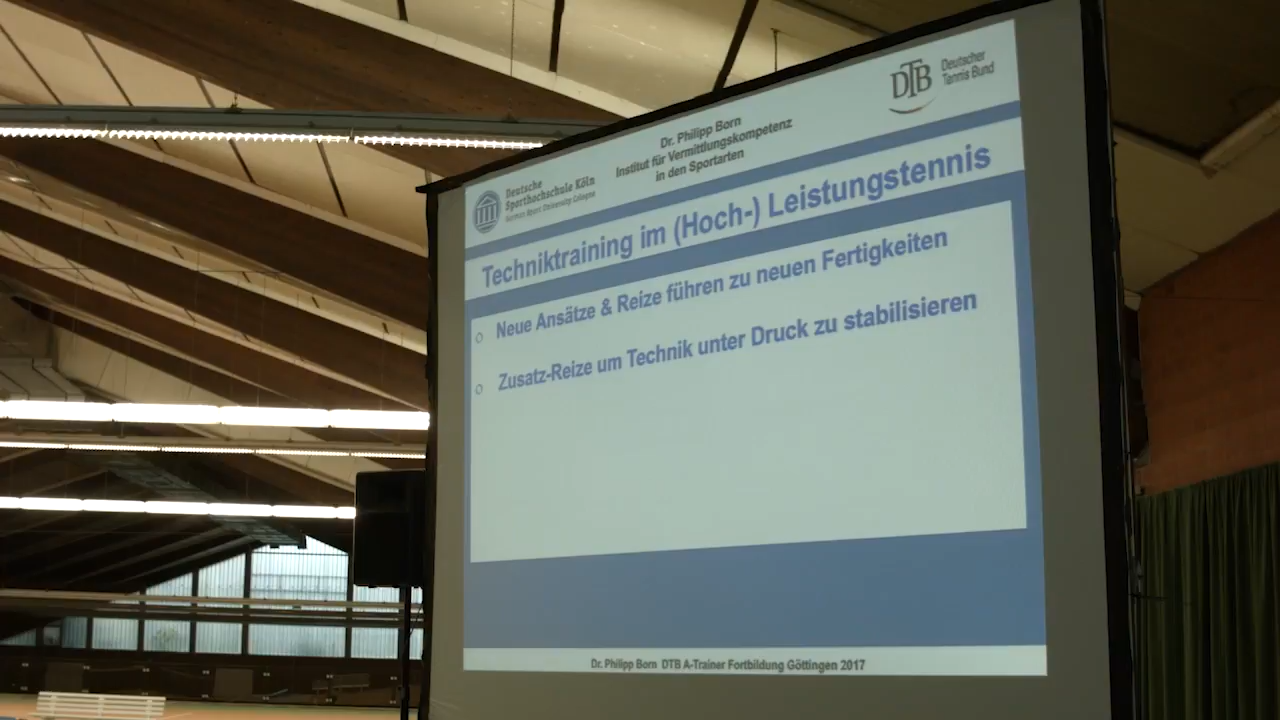 Deutsche
Sporthochschule Köln
German Sport University Cologne
Dr. Philipp Born
Institut für Vermittlungskompetenz
in den Sportarten
DTB
Deutscher
Tennis Bund
Techniktraining im (Hoch-) Leistungstennis
Neue Ansätze & Reize führen zu neuen Fertigkeiten
Zusatz-Reize um Technik unter Druck zu stabilisieren
Dr. Philipp Born DTB A-Trainer Fortbildung Göttingen 2017